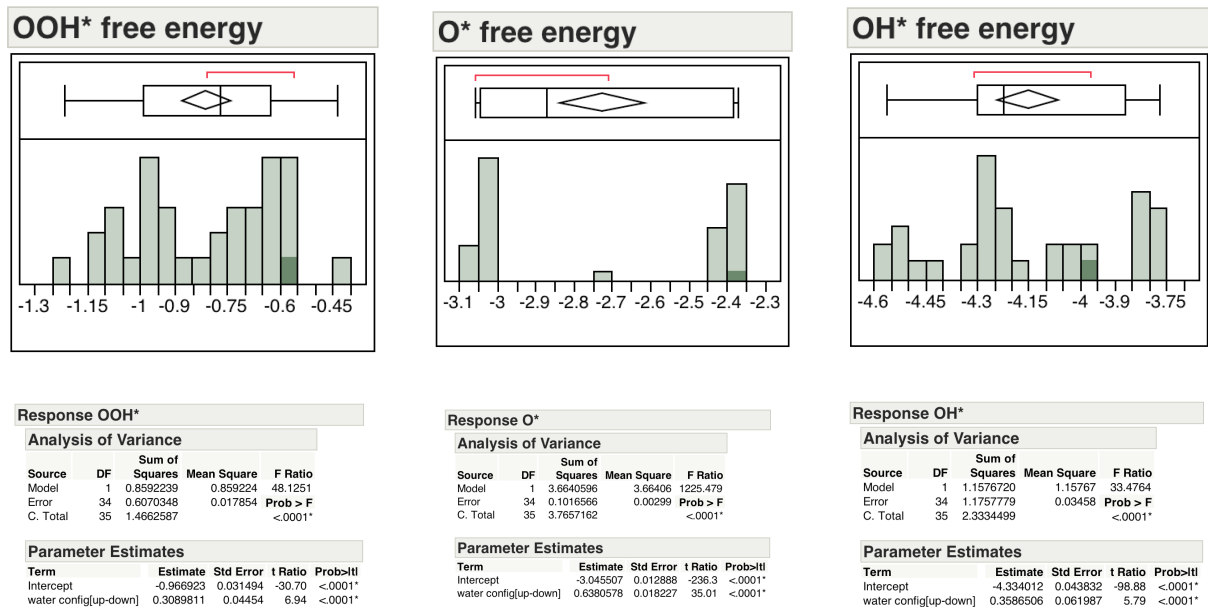 OOH* free energy
-1.3 -1.15 -1 -0.9 -0.75 -0.6 -0.45
Response OOH*
Analysis of Variance
Sum of
Source DF Squares Mean Square F Ratio
Model 1 0.8592239 0.859224 48.1251
Error 34 0.6070348 0.017854 Prob > F
C. Total 35 1.4662587 <.0001*
Parameter Estimates
Term Estimate Std Error t Ratio Prob>|t|
Intercept -0.966923 0.031494 -30.70 <.0001*
water config[up-down] 0.3089811 0.04454 6.94 <.0001*
O* free energy
-3.1 -3 -2.9 -2.8 -2.7 -2.6 -2.5 -2.4 -2.3
Response O*
Analysis of Variance
Sum of
Source DF Squares Mean Square F Ratio
Model 1 3.6640596 3.66406 1225.479
Error 34 0.1016566 0.00299 Prob > F
C. Total 35 3.7657162 <.0001*
Parameter Estimates
Term Estimate Std Error t Ratio Prob>|t|
Intercept -3.045507 0.012888 -236.3 <.0001*
water config[up-down] 0.6380578 0.018227 35.01 <.0001*
OH* free energy
-4.6 -4.45 -4.3 -4.15 -4 -3.9 -3.75
Response OH*
Analysis of Variance
Sum of
Source DF Squares Mean Square F Ratio
Model 1 1.1576720 1.15767 33.4764
Error 34 1.1757779 0.03458 Prob > F
C. Total 35 2.3334499 <.0001*
Parameter Estimates
Term Estimate Std Error t Ratio Prob>|t|
Intercept -4.334012 0.043832 -98.88 <.0001*
water config[up-down] 0.3586506 0.061987 5.79 <.0001*